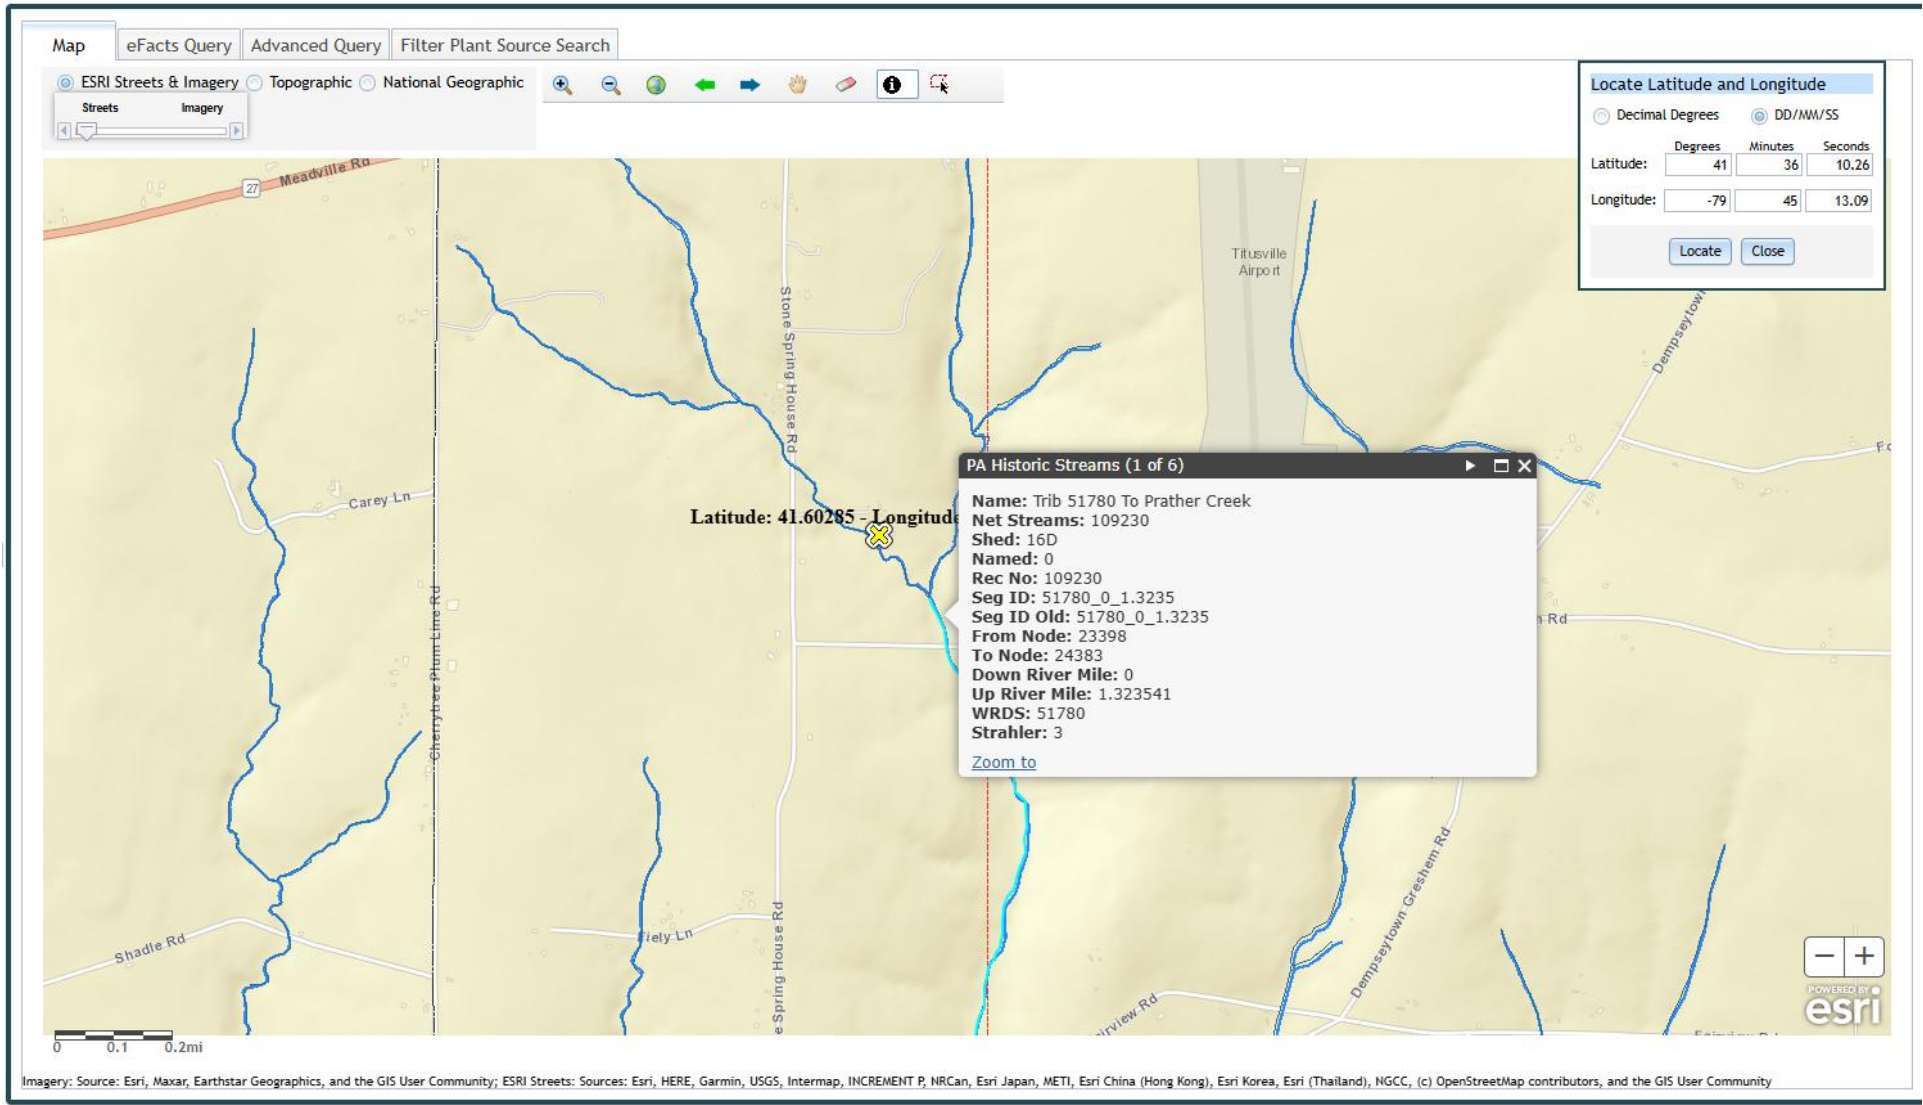 Map eFacts Query Advanced Query Filter Plant Source Search
ESRI Streets & Imagery Topographic National Geographic
Streets Imagery
Locate Latitude and Longitude
Decimal Degrees DD/MM/SS
Degrees Minutes Seconds
Latitude: 41 36 10.26
Longitude: -79 45 13.09
Locate Close
27 Meadville Rd
Titusville
Airport
Stone Spring House Rd
Dempseytown
Carey Ln
Cherrytree Plum Line Rd
Latitude: 41.60285 - Longitude
PA Historic Streams (1 of 6)
Name: Trib 51780 To Prather Creek
Net Streams: 109230
Shed: 16D
Named: 0
Rec No: 109230
Seg ID: 51780_0_1.3235
Seg ID Old: 51780_0_1.3235
From Node: 23398
To Node: 24383
Down River Mile: 0
Up River Mile: 1.323541
WRDS: 51780
Strahler: 3
Zoom to
Rd
Shadle Rd
Fiely Ln
e Spring House Rd
Dempseytown Greshem Rd
irview Rd
POWERED BY
esri
0 0.1 0.2mi
Imagery: Source: Esri, Maxar, Earthstar Geographics, and the GIS User Community; ESRI Streets: Sources: Esri, HERE, Garmin, USGS, Intermap, INCREMENT P, NRCan, Esri Japan, METI, Esri China (Hong Kong), Esri Korea, Esri (Thailand), NGCC, (c) OpenStreetMap contributors, and the GIS User Community